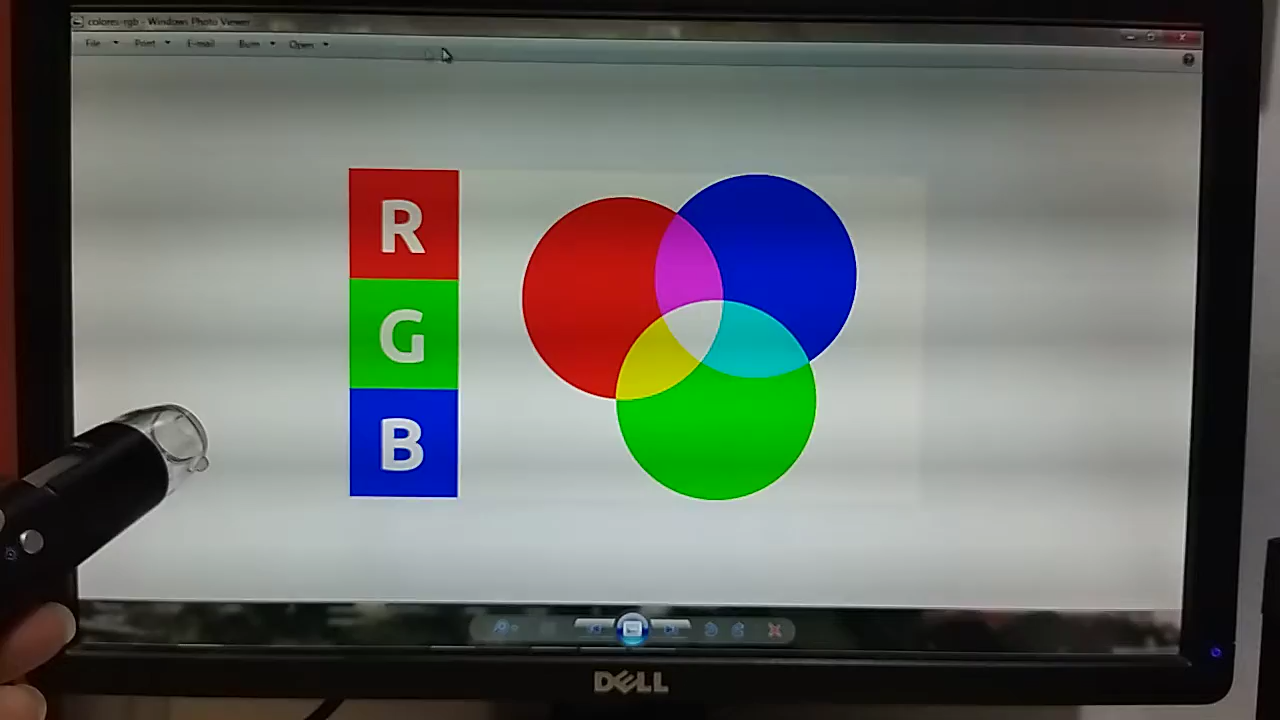 colores-rgb - Windows Photo Viewer
File Print E-mail Burn Open
R
G
B
DELL